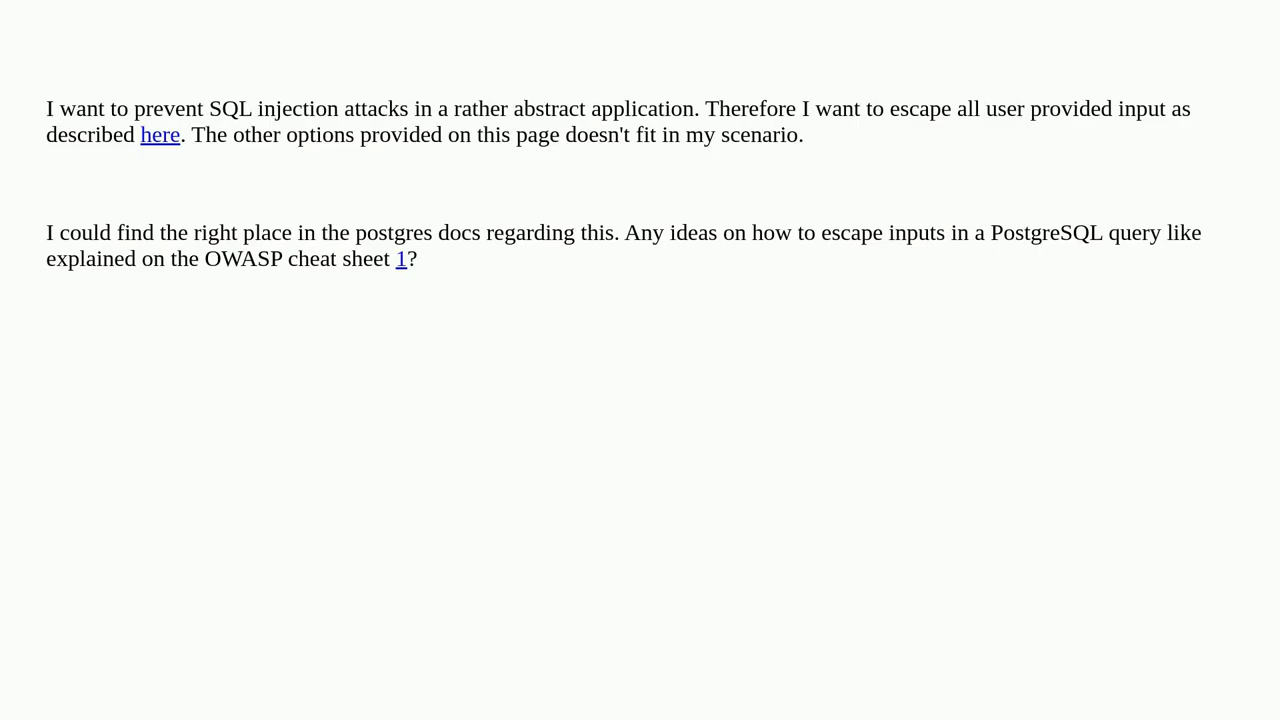 I want to prevent SQL injection attacks in a rather abstract application. Therefore I want to escape all user provided input as
described here. The other options provided on this page doesn't fit in my scenario.
I could find the right place in the postgres docs regarding this. Any ideas on how to escape inputs in a PostgreSQL query like
explained on the OWASP cheat sheet 1?